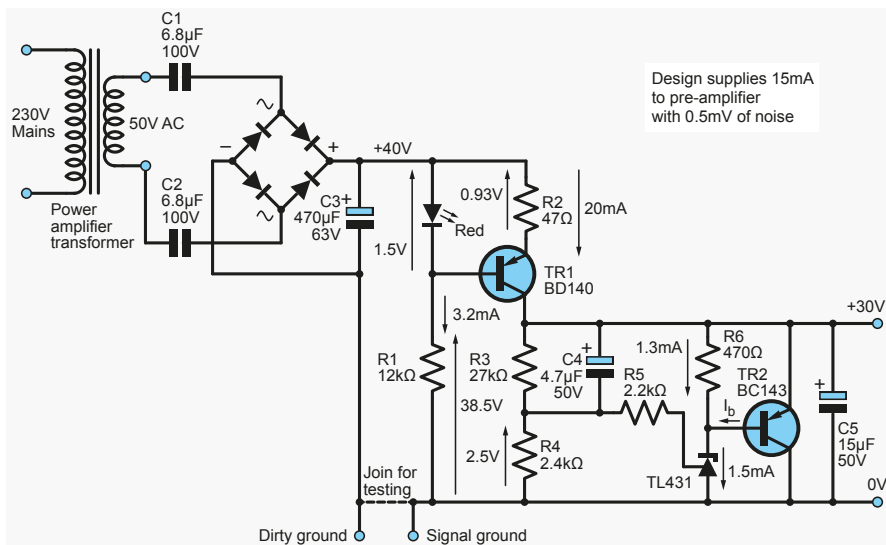 C1
6.8µF
100V
230V
Mains
50V AC
Power
amplifier
transformer
C2
6.8µF
100V
–
+
+40V
C3
+
470µF
63V
1.5V
Red
0.93V
R2
47Ω
20mA
TR1
BD140
Design supplies 15mA
to pre-amplifier
with 0.5mV of noise
3.2mA
R1
12kΩ
38.5V
R3
27kΩ
+
C4
4.7µF
50V
R5
2.2kΩ
1.3mA
R6
470Ω
TR2
BC143
Ib
+30V
+
C5
15µF
50V
2.5V
R4
2.4kΩ
TL431
1.5mA
0V
Join for
testing
Dirty ground
Signal ground